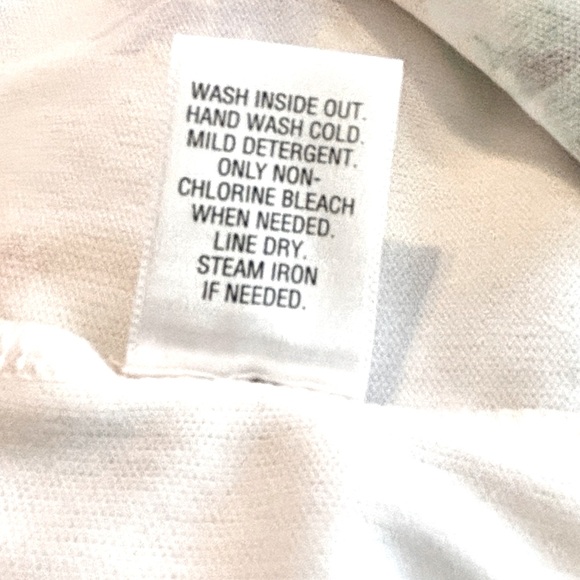 WASH INSIDE OUT.
HAND WASH COLD.
MILD DETERGENT.
ONLY NON-
CHLORINE BLEACH
WHEN NEEDED.
LINE DRY.
STEAM IRON
IF NEEDED.